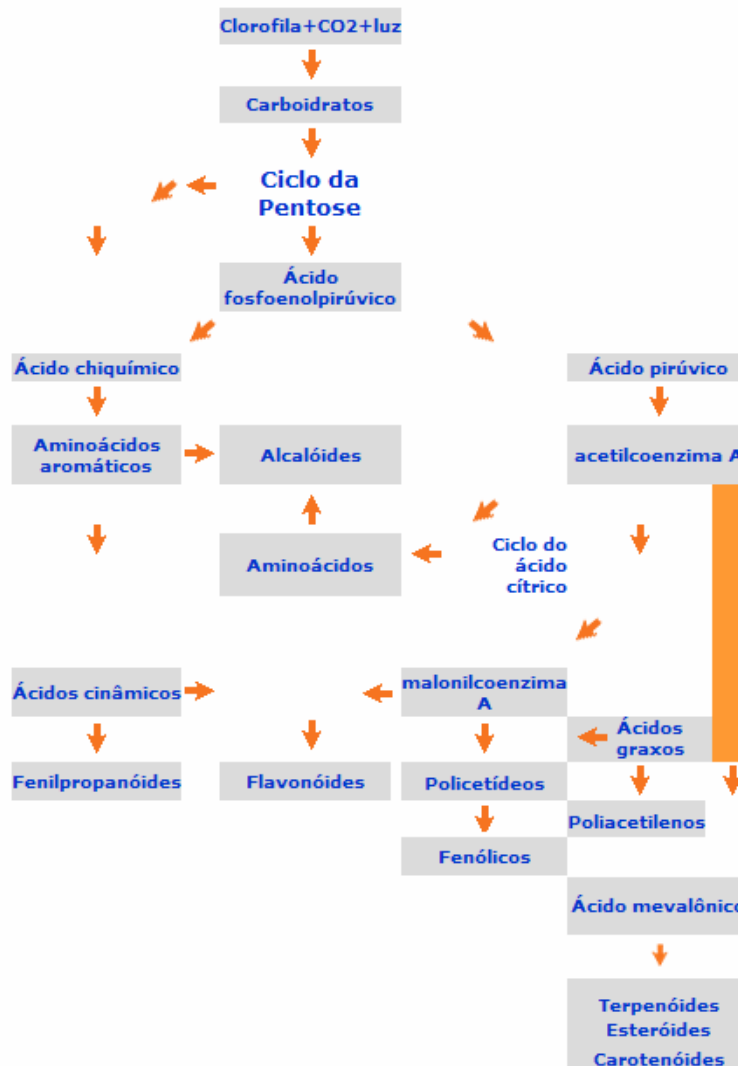 Clorofila+CO2+luz
Carboidratos
Ciclo da
Pentose
Ácido
fosfoenolpirúvico
Ácido chiquímico
Ácido pirúvico
Aminoácidos
aromáticos
Alcalóides
acetilcoenzima A
Aminoácidos
Ciclo do
ácido
cítrico
Ácidos cinâmicos
malonilcoenzima
A
Ácidos
graxos
Fenilpropanóides
Flavonóides
Policetídeos
Poliacetilenos
Fenólicos
Ácido mevalônico
Terpenóides
Esteróides
Carotenóides